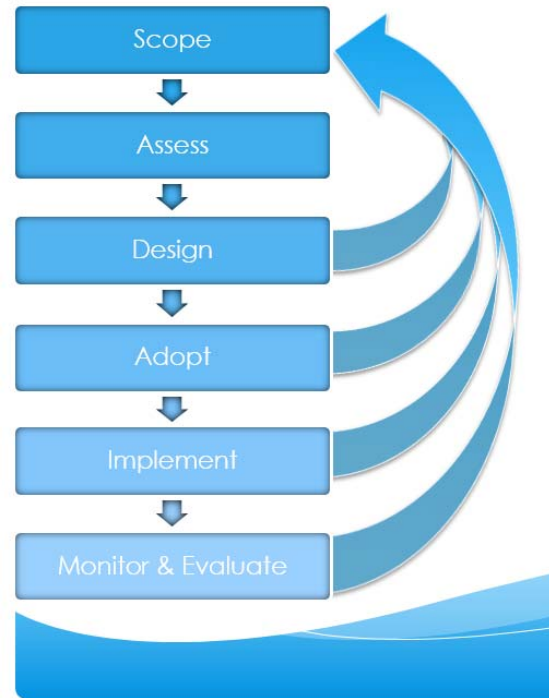 Scope
Assess
Design
Adopt
Implement
Monitor & Evaluate